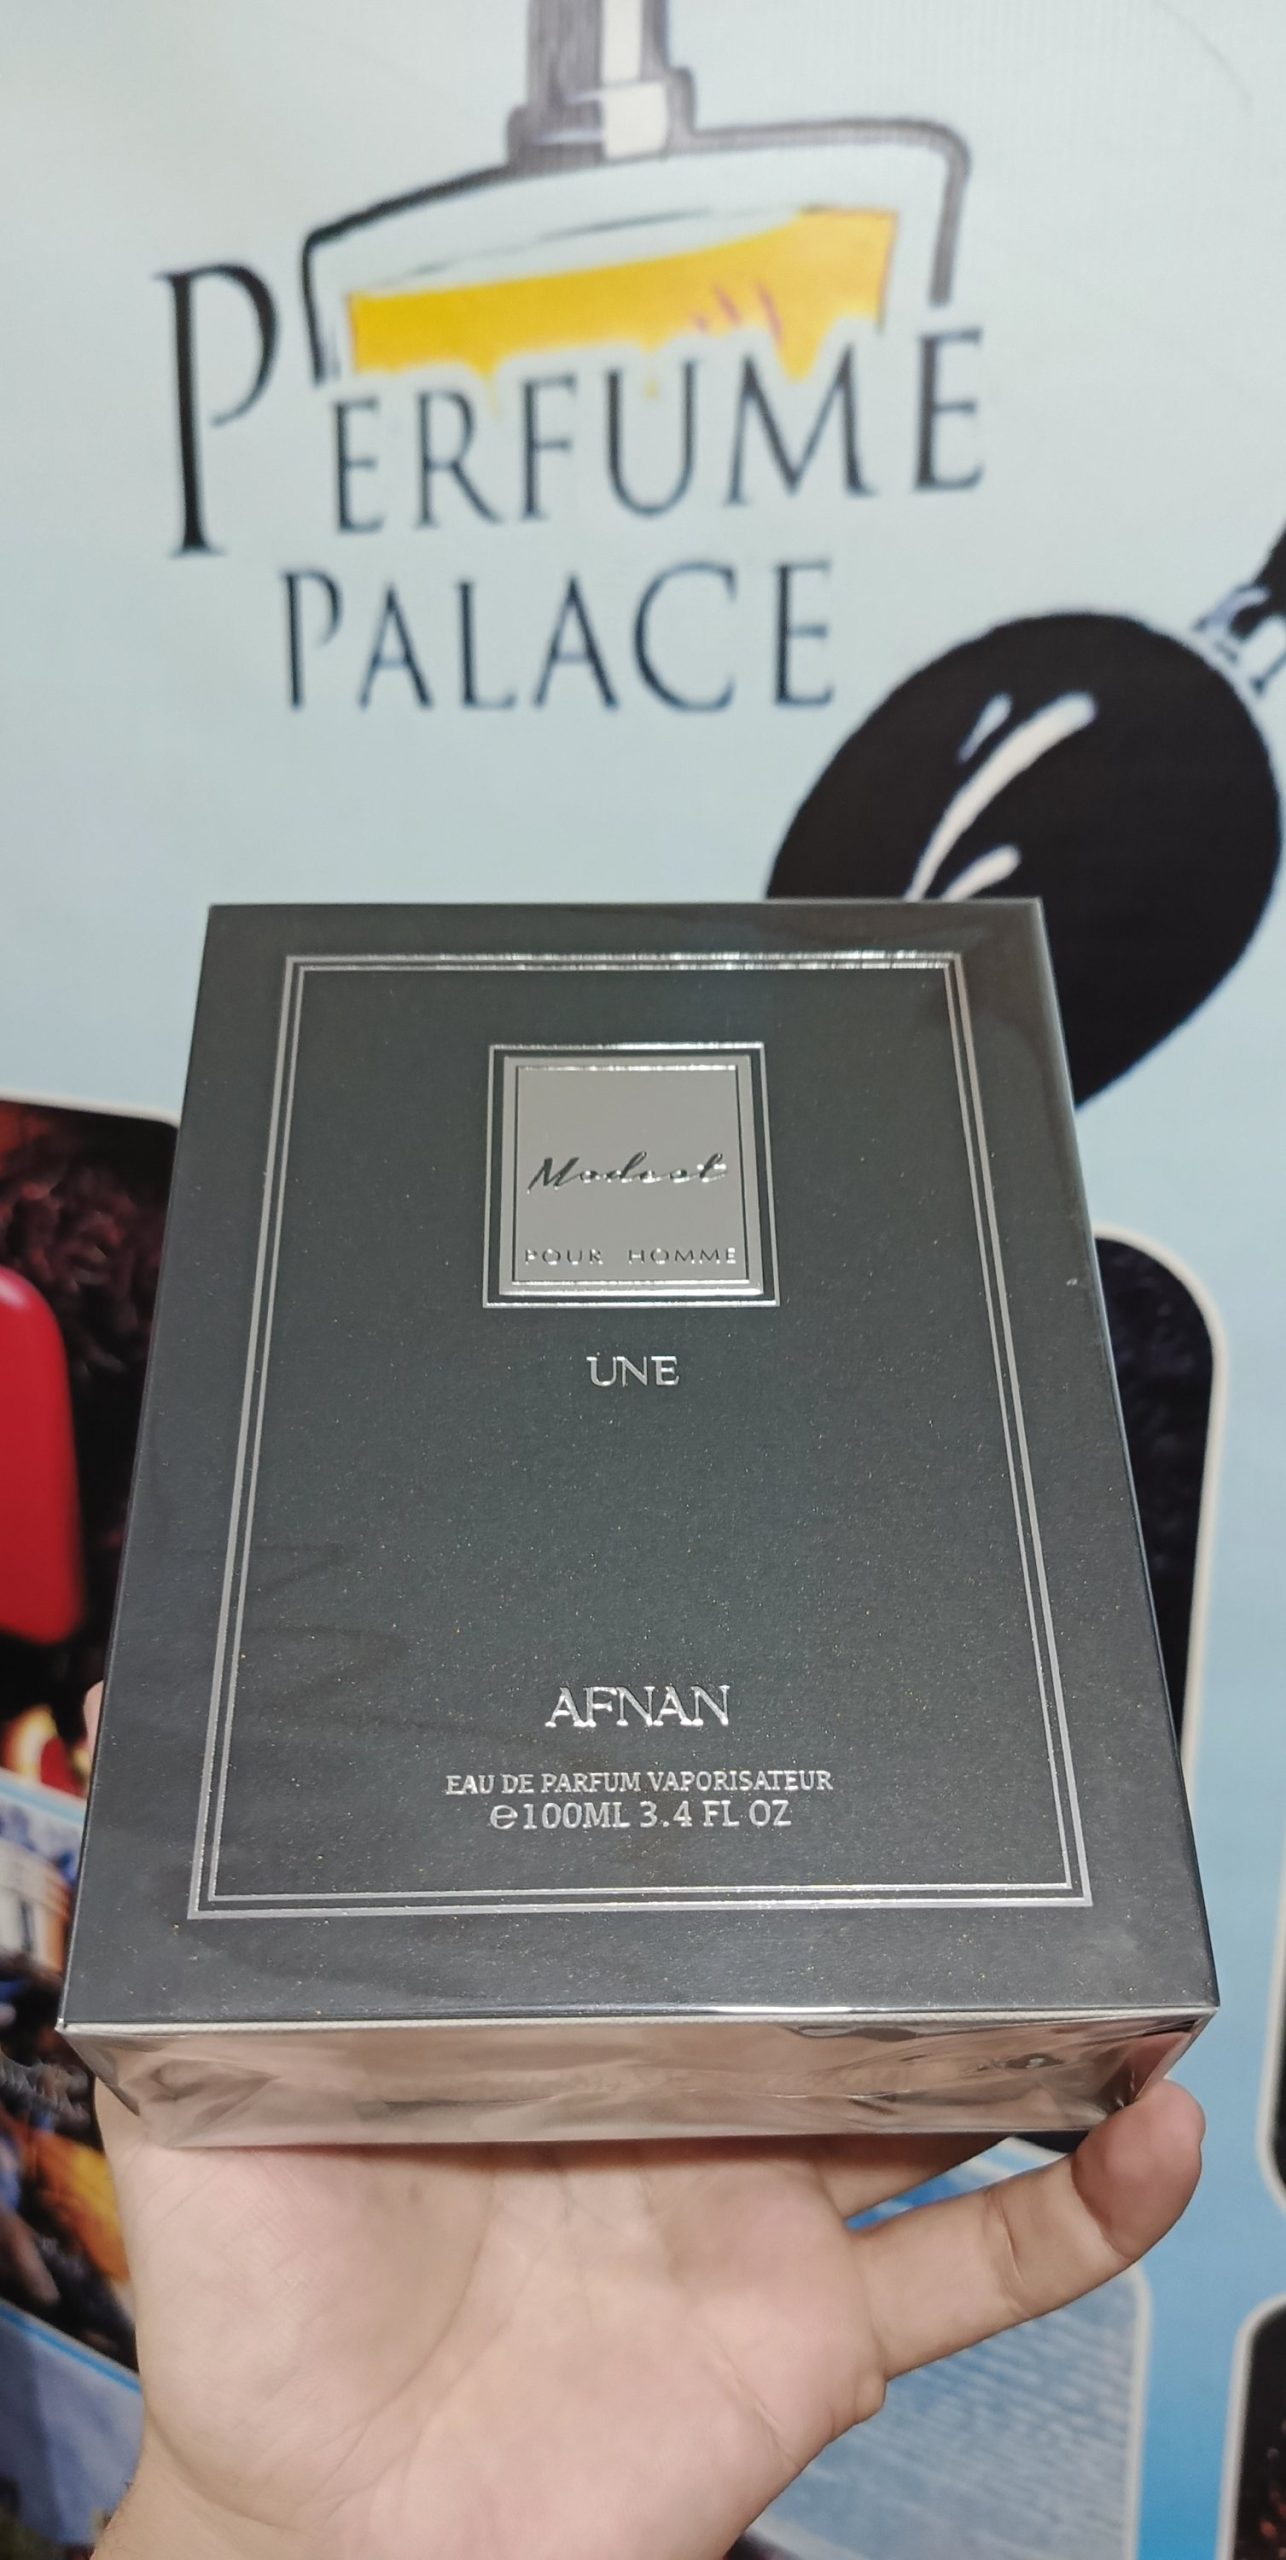 PERFUME
PALACE
Modest
POUR HOMME
UNE
AFNAN
EAU DE PARFUM VAPORISATEUR
℮100ML 3.4 FL OZ